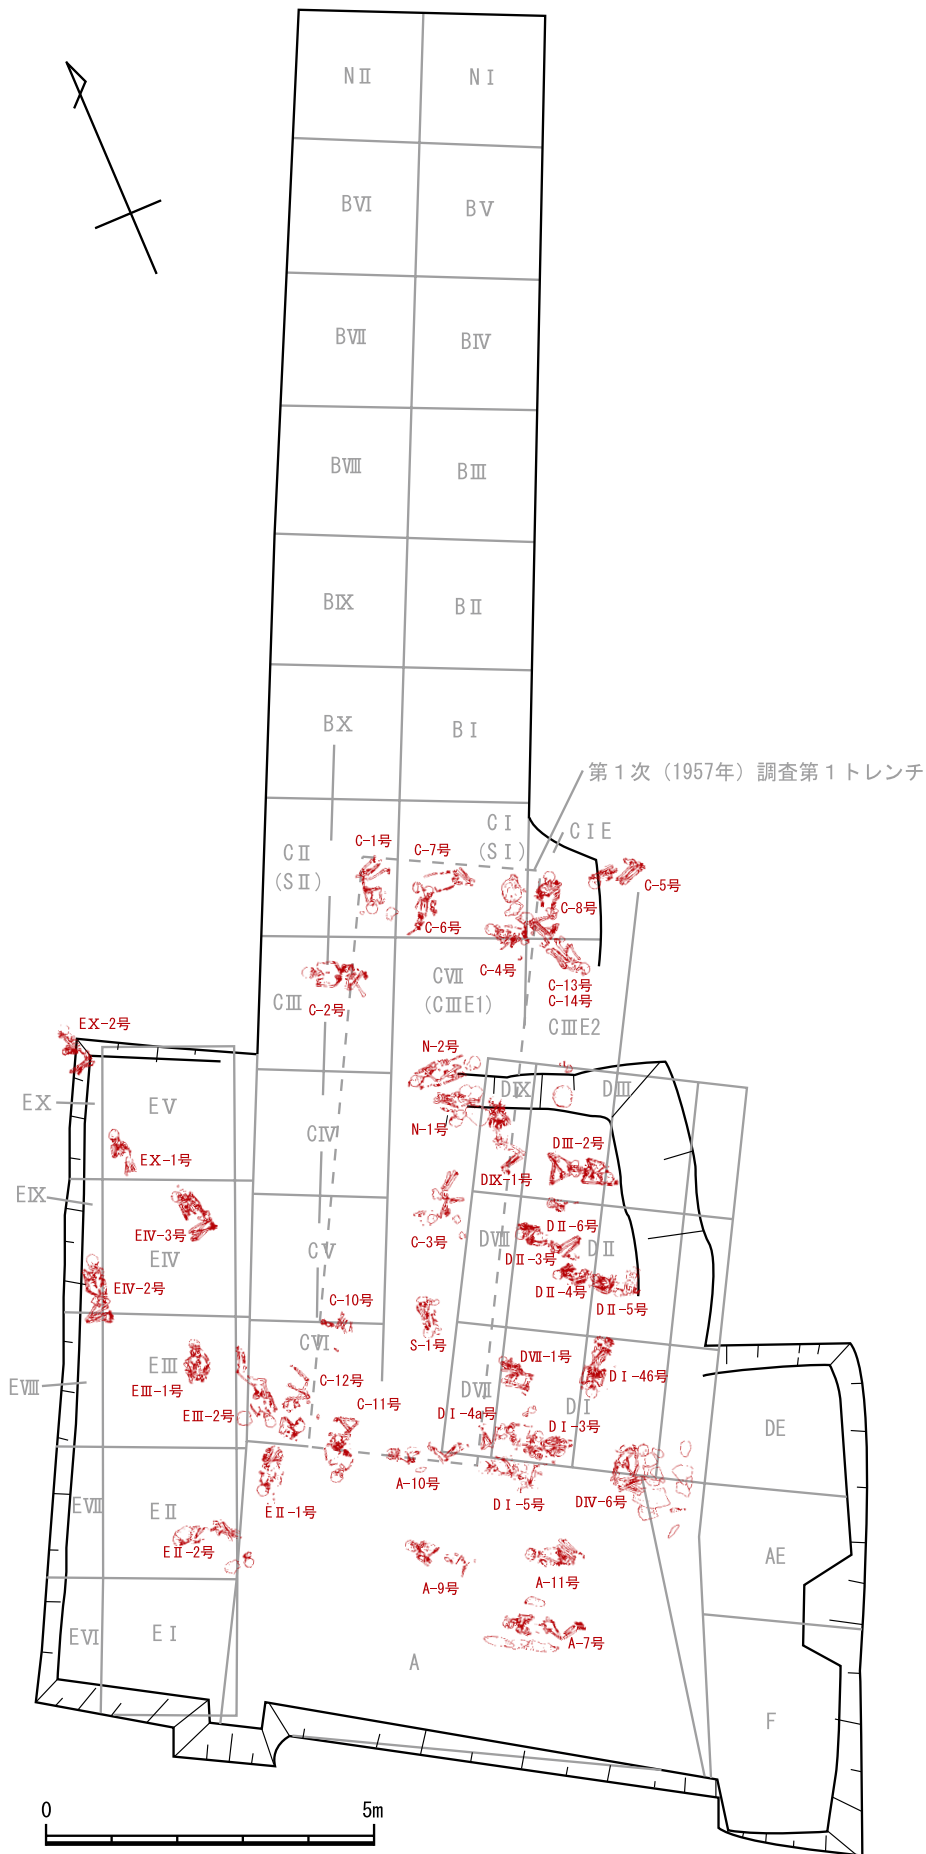 NⅡ
NⅠ
BⅥ
BⅤ
BⅦ
BⅣ
BⅧ
BⅢ
BⅨ
BⅡ
BⅩ
BⅠ
第１次（1957年）調査第１トレンチ
CⅠ
(SⅠ)
CⅠE
CⅡ
(SⅡ)
C-1号
C-7号
C-5号
C-8号
C-6号
C-4号
C-13号
C-14号
CⅦ
(CⅢE1)
CⅢ
C-2号
CⅢE2
EⅩ-2号
N-2号
DⅨ
DⅢ
EⅩ
EⅤ
N-1号
CⅣ
DⅢ-2号
EⅩ-1号
DⅨ-1号
EⅨ
EⅣ-3号
EⅣ
DⅡ-6号
C-3号
DⅧ
DⅡ-3号
DⅡ
CⅤ
EⅣ-2号
DⅡ-4号
DⅡ-5号
C-10号
CⅥ
S-1号
EⅧ
EⅢ
EⅢ-1号
DⅦ-1号
C-12号
DⅠ-46号
DⅦ
C-11号
DⅠ
EⅢ-2号
DⅠ-4a号
DⅠ-3号
DE
A-10号
EⅦ
EⅡ
EⅡ-1号
DⅠ-5号
DⅣ-6号
EⅡ-2号
A-9号
A-11号
AE
EⅥ
EⅠ
A-7号
A
F
0
5m